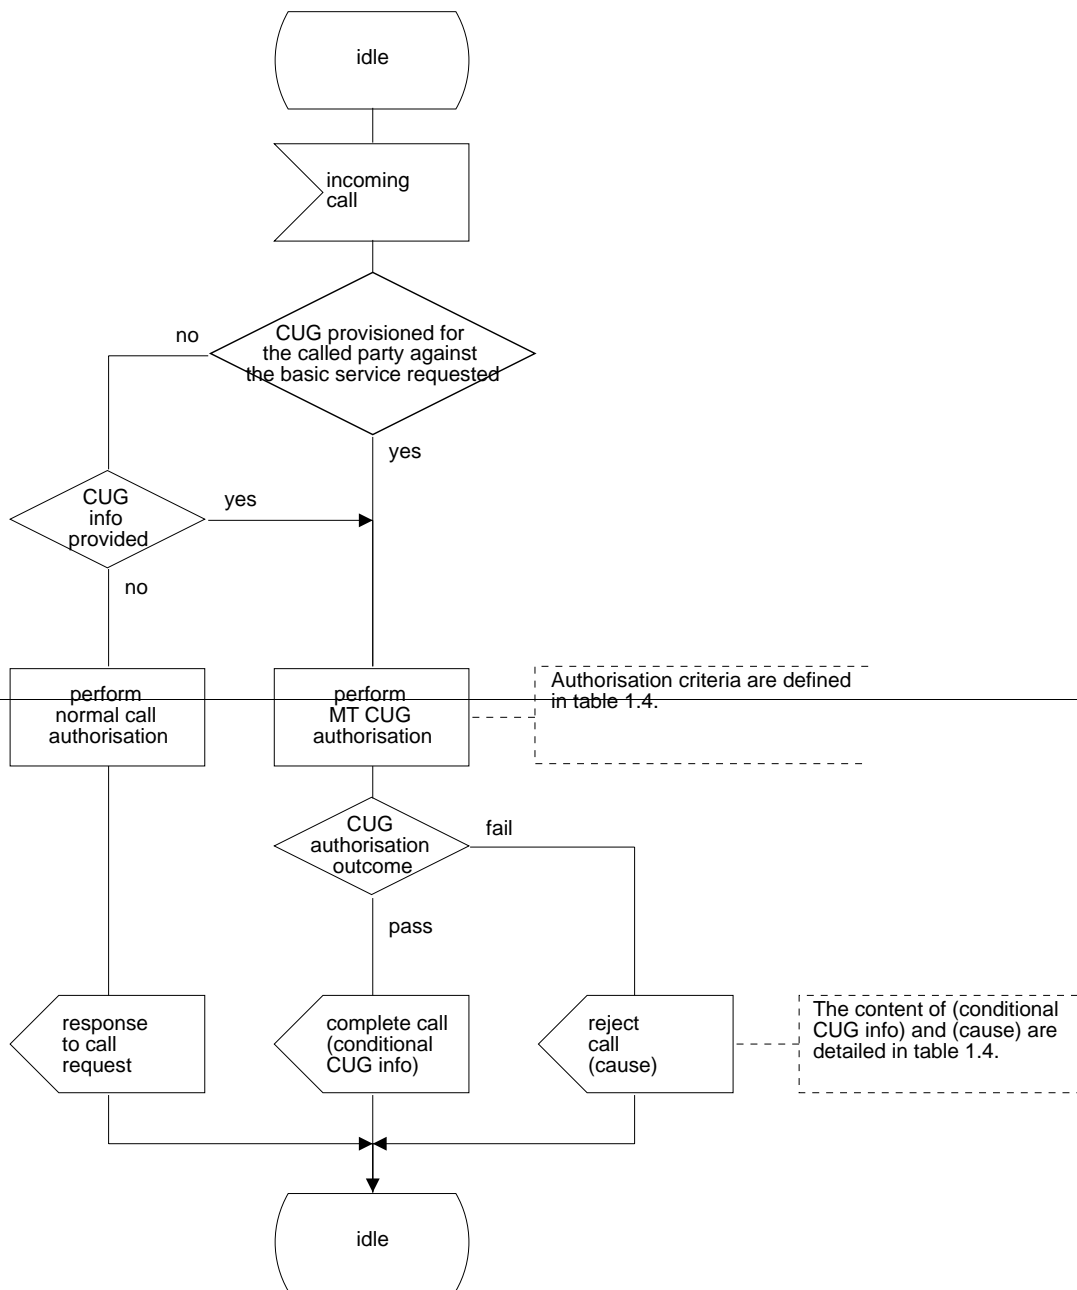 idle
incoming
call
no
CUG provisioned for
the called party against
the basic service requested
yes
CUG
info
provided
yes
no
perform
normal call
authorisation
perform
MT CUG
authorisation
Authorisation criteria are defined
in table 1.4.
CUG
authorisation
outcome
fail
pass
response
to call
request
complete call
(conditional
CUG info)
reject
call
(cause)
The content of (conditional
CUG info) and (cause) are
detailed in table 1.4.
idle